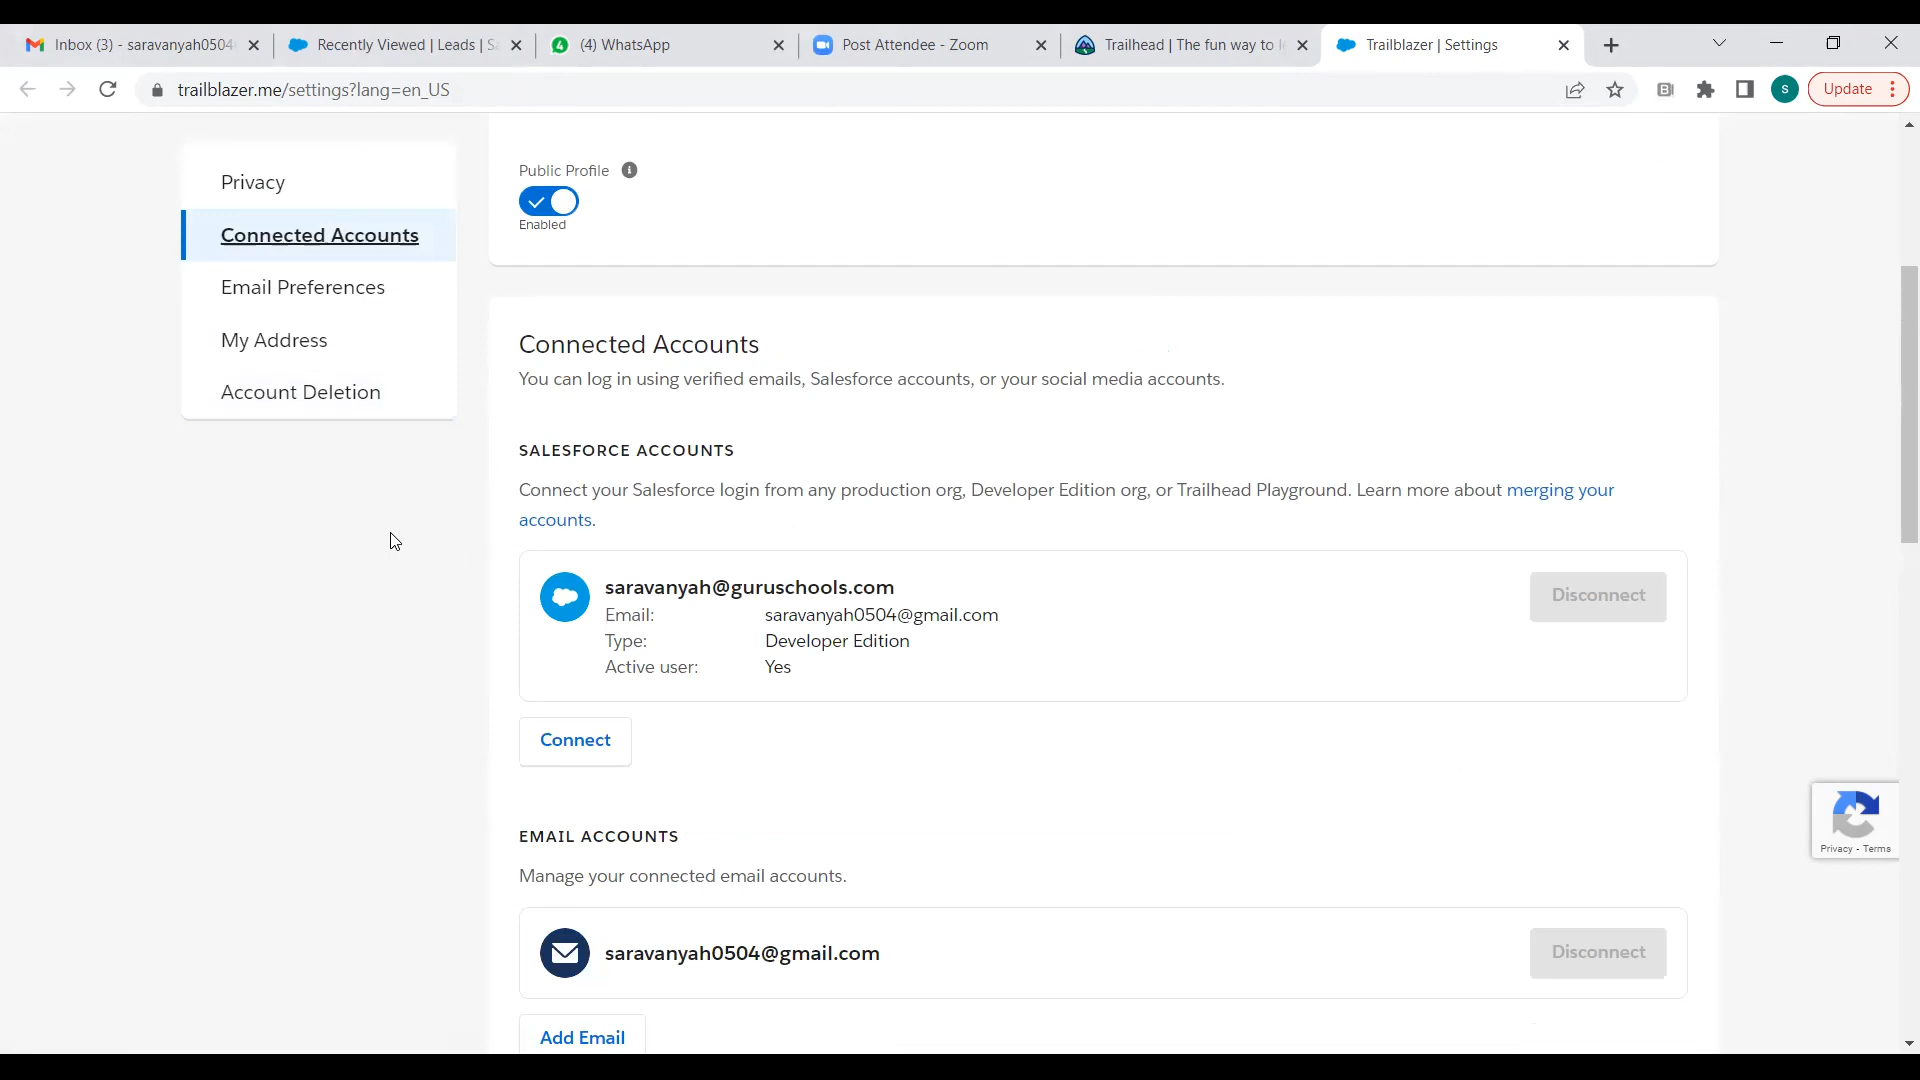 Inbox (3) - saravanyah0504
Recently Viewed | Leads | Sa
(4) WhatsApp
Post Attendee - Zoom
Trailhead | The fun way to le
Trailblazer | Settings
trailblazer.me/settings?lang=en_US
S
Update
Privacy
Connected Accounts
Email Preferences
My Address
Account Deletion
Public Profile
Enabled
Connected Accounts
You can log in using verified emails, Salesforce accounts, or your social media accounts.
SALESFORCE ACCOUNTS
Connect your Salesforce login from any production org, Developer Edition org, or Trailhead Playground. Learn more about merging your
accounts.
saravanyah@guruschools.com
Disconnect
Email: saravanyah0504@gmail.com
Type: Developer Edition
Active user: Yes
Connect
EMAIL ACCOUNTS
Manage your connected email accounts.
saravanyah0504@gmail.com
Disconnect
Add Email
Privacy - Terms